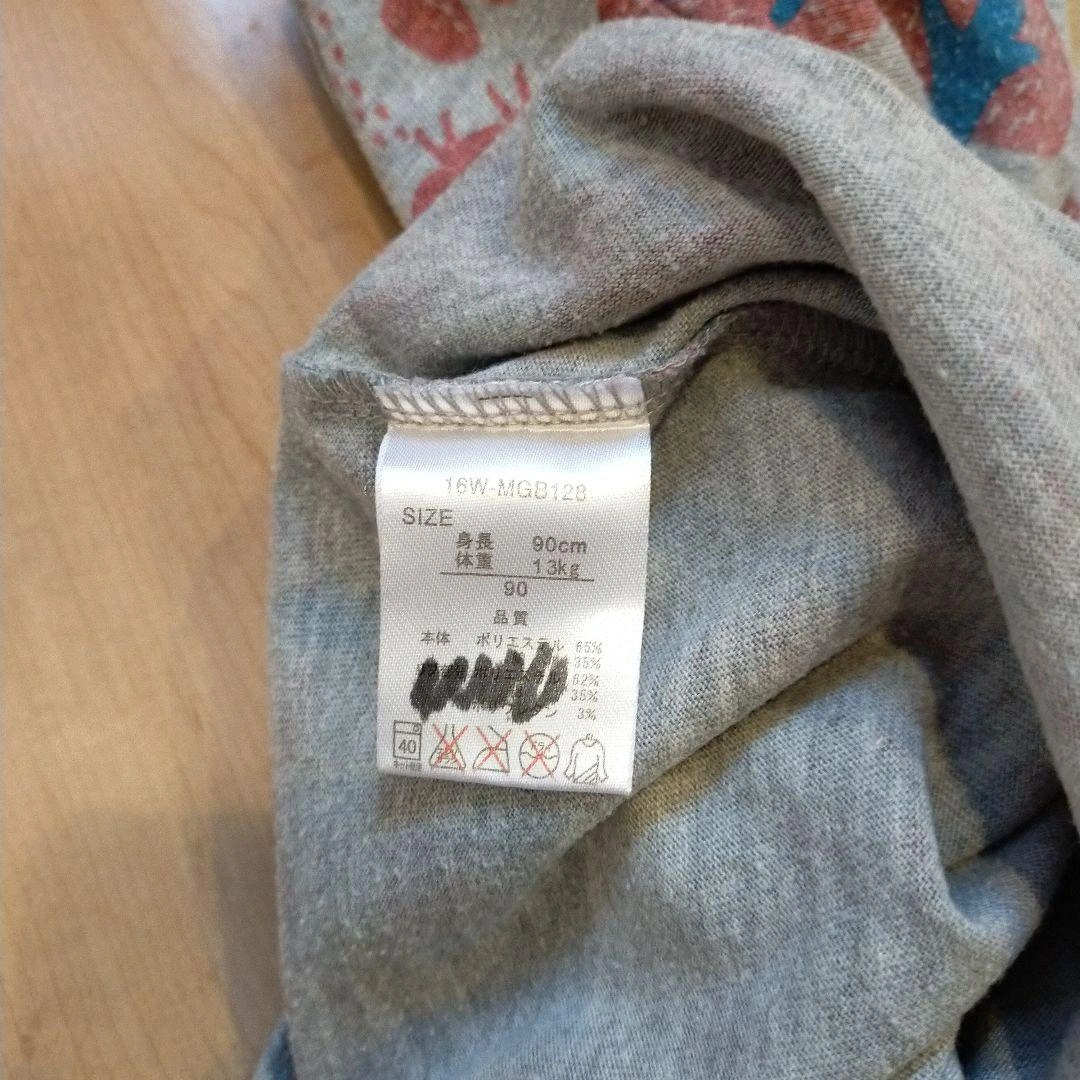 16W-MGB128
SIZE
身長 90cm
体重 13kg
90
品質
本体 ポリエステル 65%
35%
62%
35%
3%
40